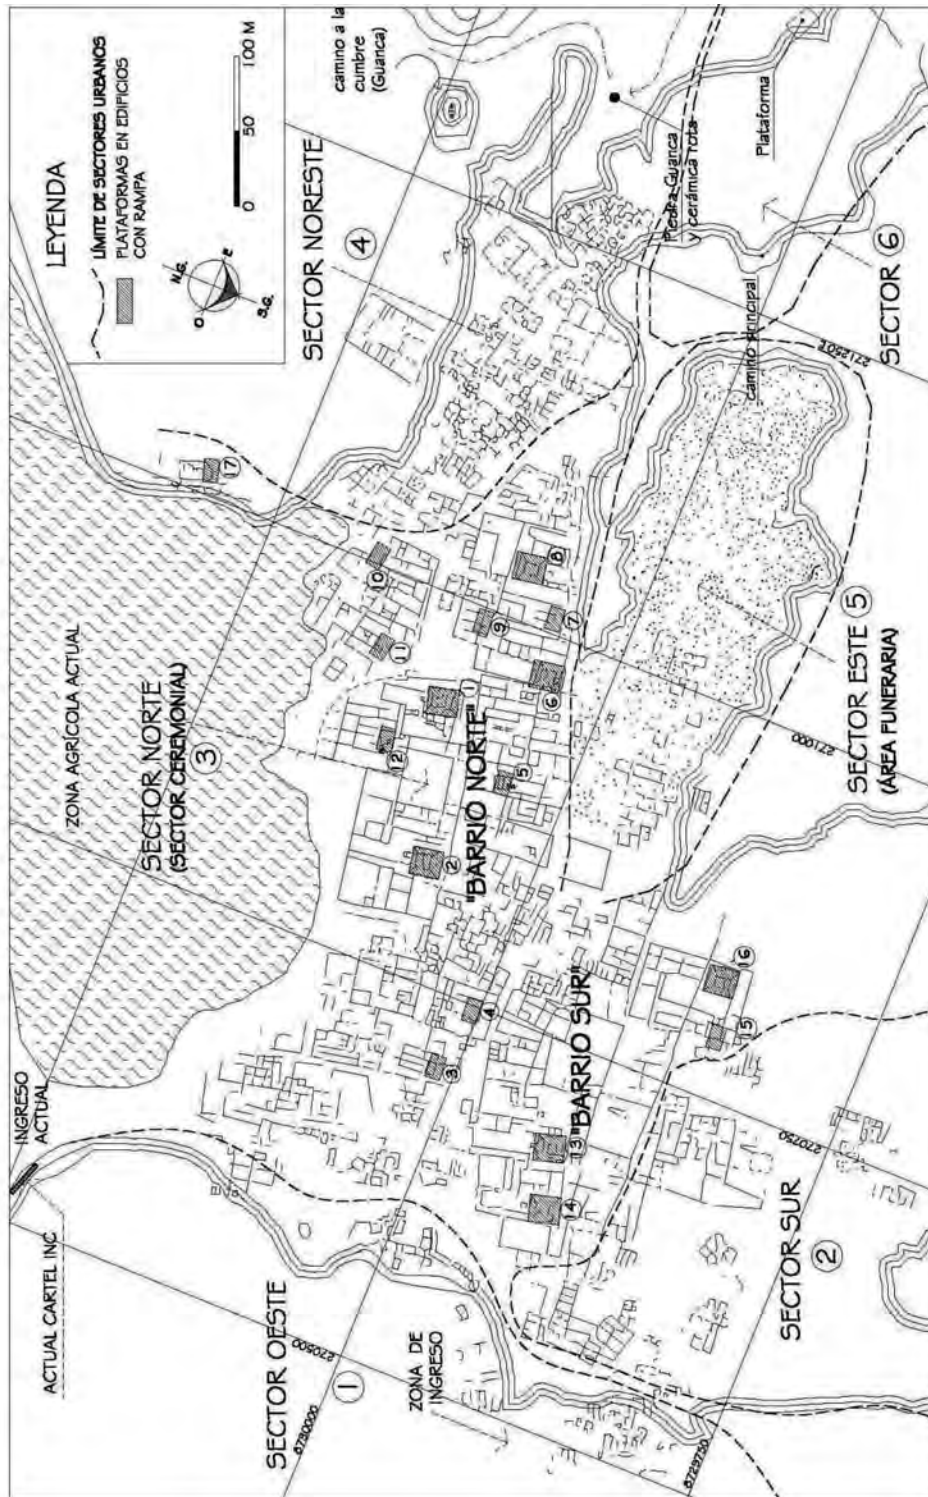 LEYENDA
LÍMITE DE SECTORES URBANOS
PLATAFORMAS EN EDIFICIOS
CON RAMPA
N.G.
E
S.G.
O
0 50 100 M
camino a la
cumbre
(Guanca)
SECTOR NORESTE
4
Piedra Guanca
y cerámica rota
Plataforma
camino principal
SECTOR 6
271250E
ZONA AGRÍCOLA ACTUAL
SECTOR NORTE
(SECTOR CEREMONIAL)
3
17
10
11
12
9
8
7
6
1
5
2
"BARRIO NORTE"
4
3
"BARRIO SUR"
13
14
15
16
SECTOR ESTE 5
(ÁREA FUNERARIA)
271000
270750
SECTOR SUR
2
INGRESO
ACTUAL
ACTUAL CARTEL INC
SECTOR OESTE
1
270500
8730000
ZONA DE
INGRESO
8729750